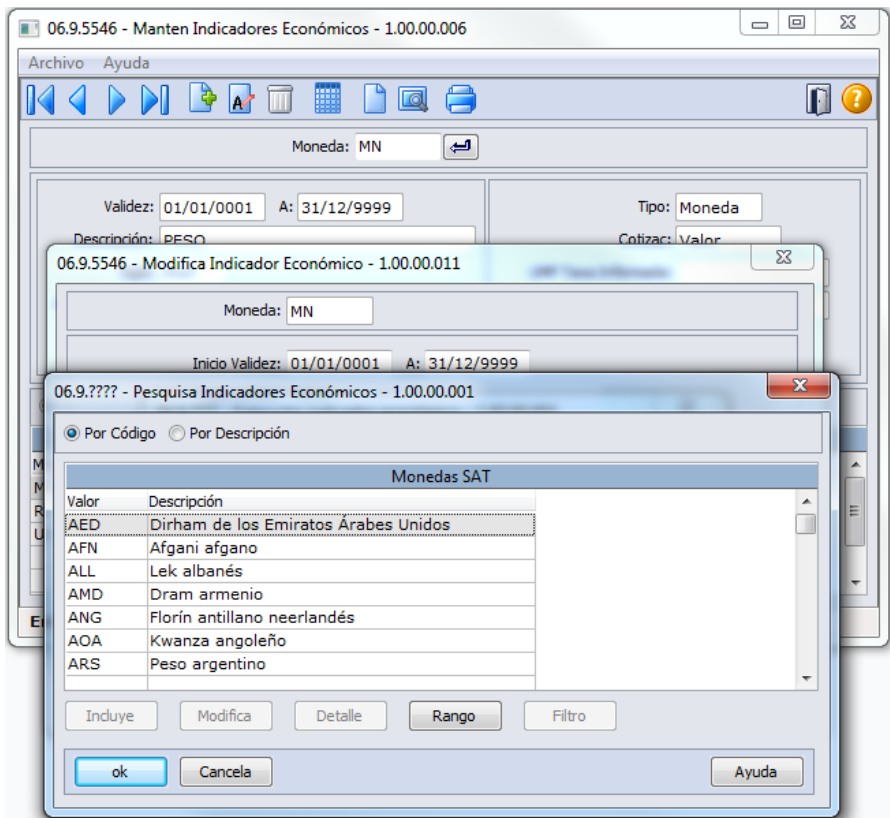 06.9.5546 - Manten Indicadores Económicos - 1.00.00.006
Archivo Ayuda
Moneda: MN
Validez: 01/01/0001 A: 31/12/9999
Tipo: Moneda
Descripción: PESO
Cotizac: Valor
06.9.5546 - Modifica Indicador Económico - 1.00.00.011
Moneda: MN
Inicio Validez: 01/01/0001 A: 31/12/9999
06.9.???? - Pesquisa Indicadores Económicos - 1.00.00.001
Por Código Por Descripción
Monedas SAT
Valor Descripción
AED Dirham de los Emiratos Árabes Unidos
AFN Afgani afgano
ALL Lek albanés
AMD Dram armenio
ANG Florín antillano neerlandés
AOA Kwanza angoleño
ARS Peso argentino
Incluye Modifica Detalle Rango Filtro
ok Cancela Ayuda